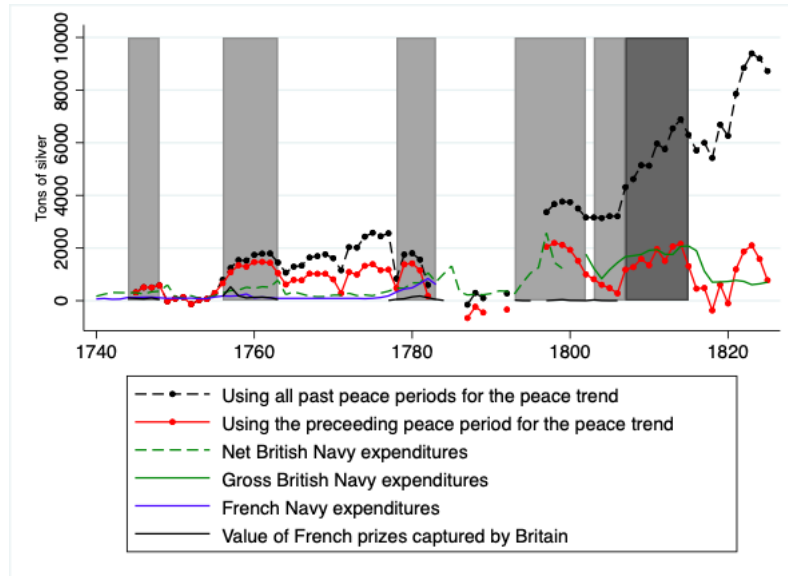 10000
8000
6000
4000
2000
0
Tons of silver
1740
1760
1780
1800
1820
Using all past peace periods for the peace trend
Using the preceeding peace period for the peace trend
Net British Navy expenditures
Gross British Navy expenditures
French Navy expenditures
Value of French prizes captured by Britain